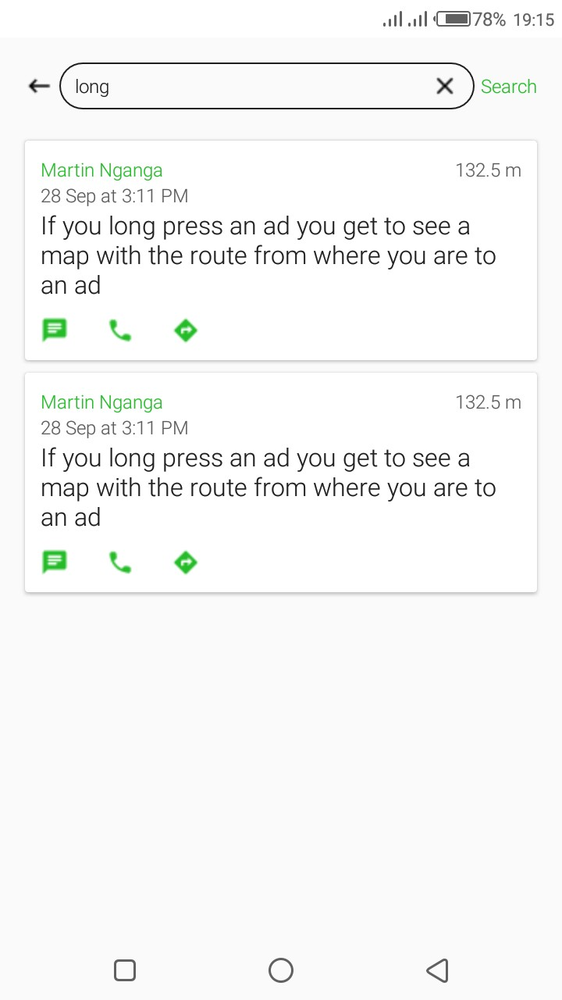 78% 19:15
long
Search
Martin Nganga
132.5 m
28 Sep at 3:11 PM
If you long press an ad you get to see a
map with the route from where you are to
an ad
Martin Nganga
132.5 m
28 Sep at 3:11 PM
If you long press an ad you get to see a
map with the route from where you are to
an ad